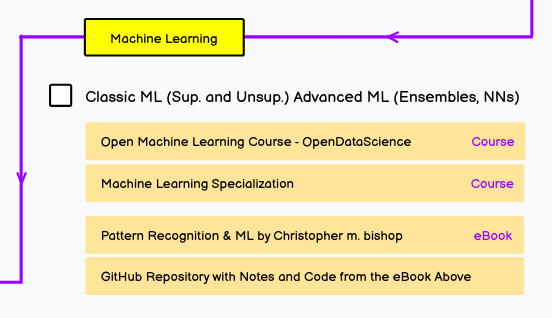 Machine Learning
Classic ML (Sup. and Unsup.) Advanced ML (Ensembles, NNs)
Open Machine Learning Course - OpenDataScience Course
Machine Learning Specialization Course
Pattern Recognition & ML by Christopher m. bishop eBook
GitHub Repository with Notes and Code from the eBook Above